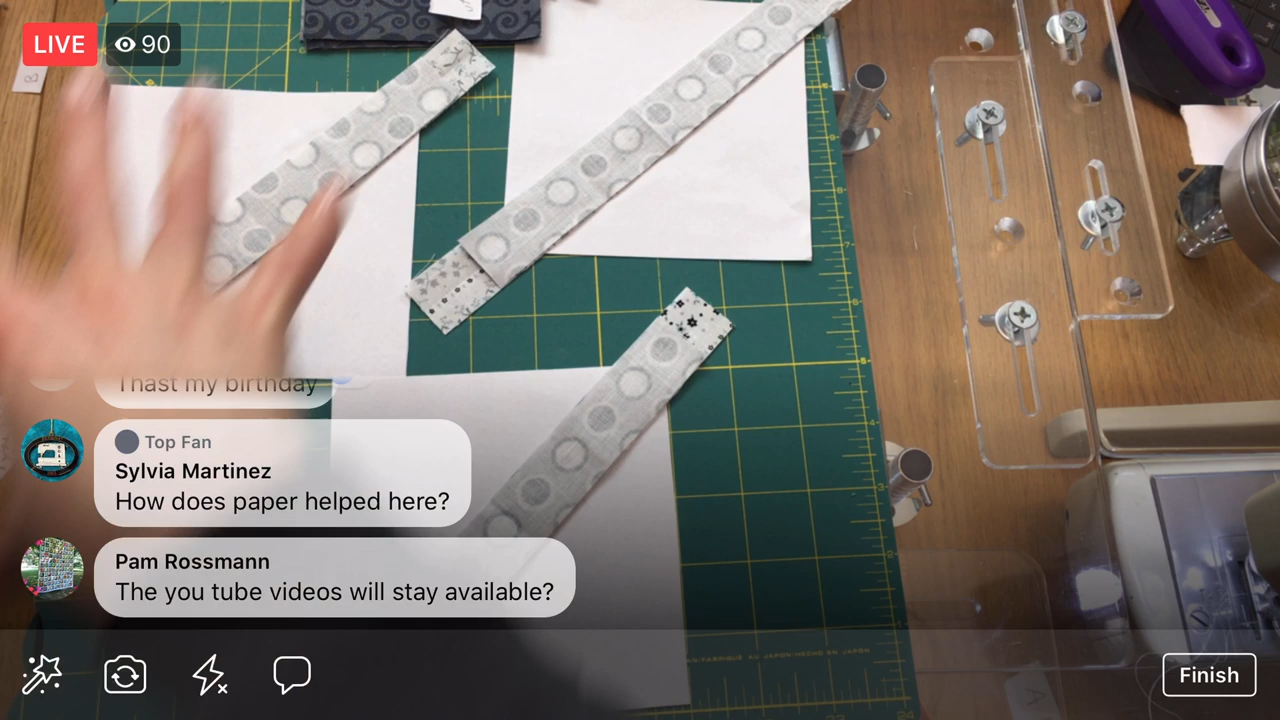 LIVE
90
B
Thast my birthday
Top Fan
Sylvia Martinez
How does paper helped here?
Pam Rossmann
The you tube videos will stay available?
Finish
A